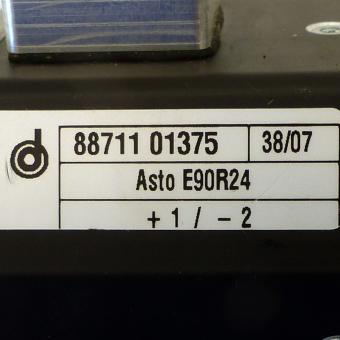 88711 01375 38/07
Asto E90R24
+ 1 / - 2